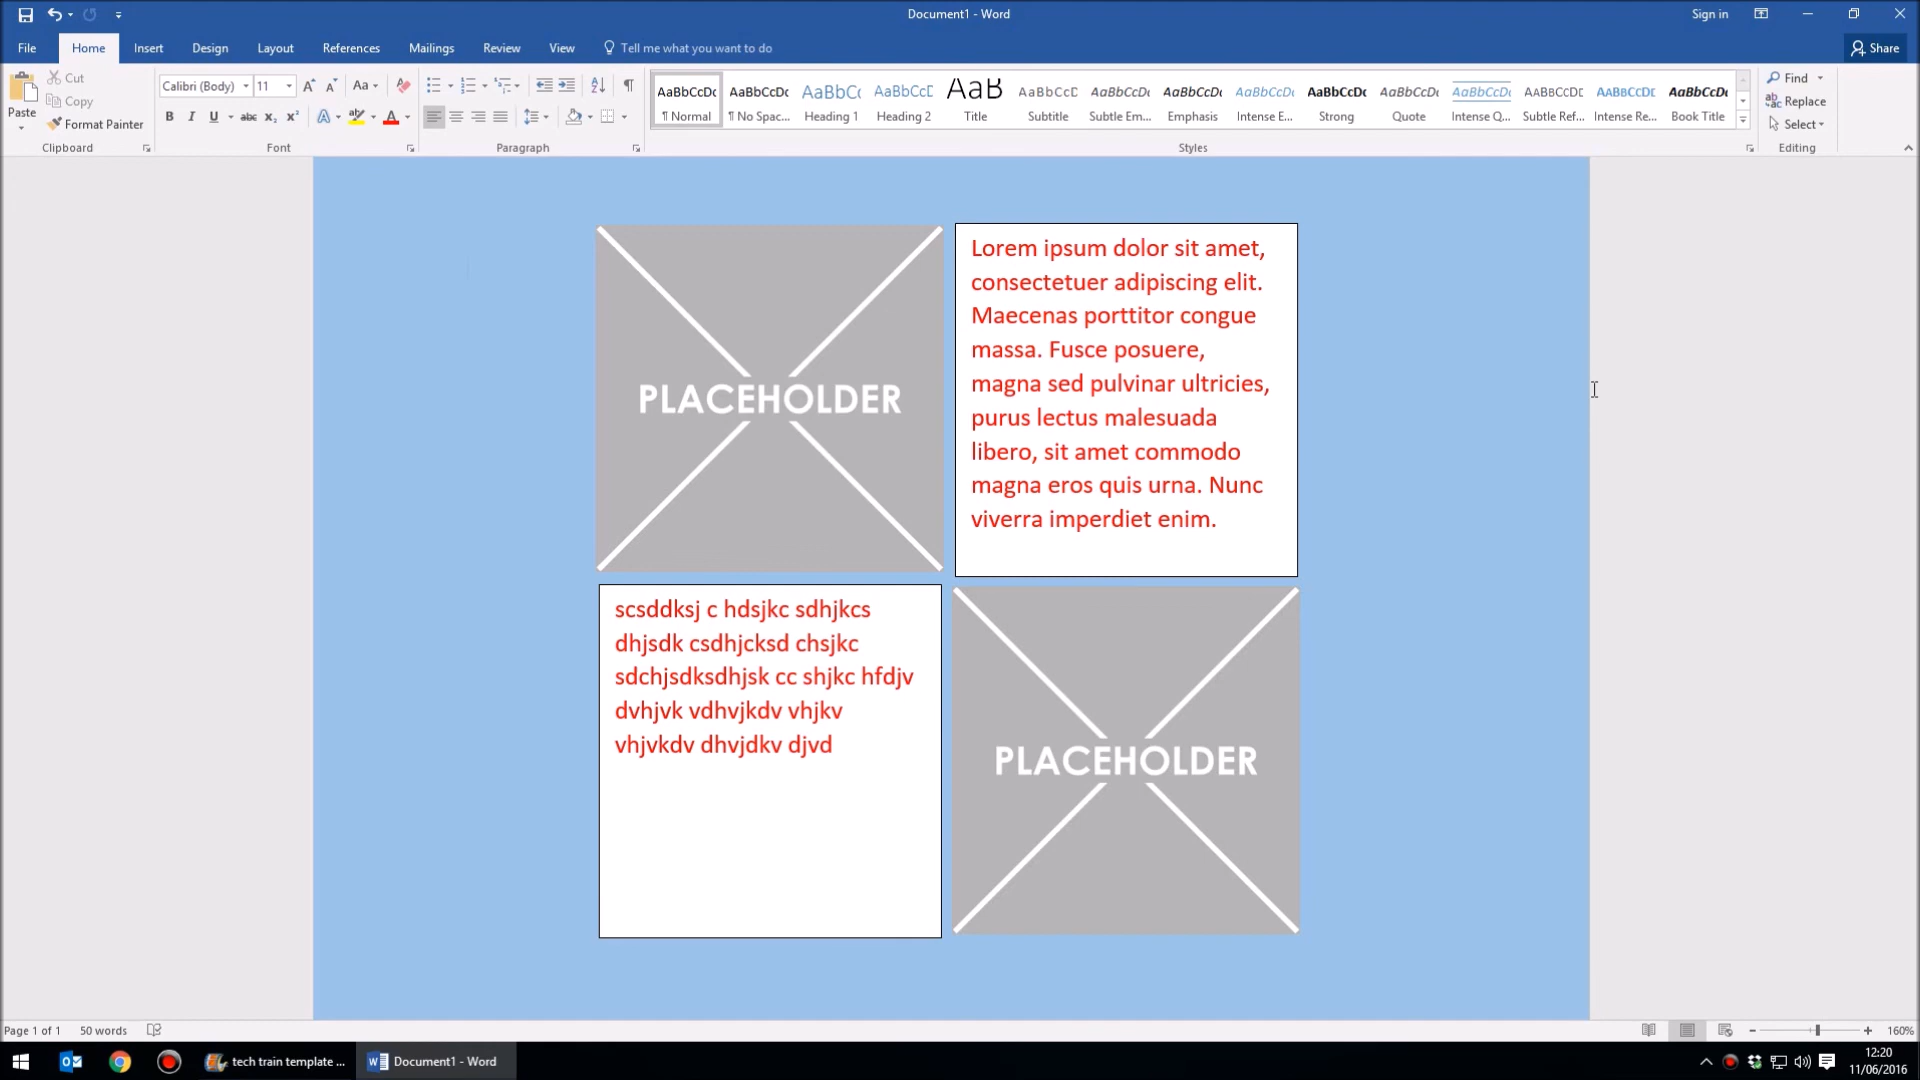 Document1 - Word
Sign in
File Home Insert Design Layout References Mailings Review View Tell me what you want to do
Share
Paste
Cut
Copy
Format Painter
Clipboard
Calibri (Body) 11
Font
Paragraph
AaBbCcDc AaBbCcDc AaBbCc AaBbCcD AaB AaBbCcD AaBbCcDc AaBbCcDc AaBbCcDc AaBbCcDc AaBbCcDc AaBbCcDc AABBCCDD AABBCCDD AaBbCcDc
¶ Normal ¶ No Spac... Heading 1 Heading 2 Title Subtitle Subtle Em... Emphasis Intense E... Strong Quote Intense Q... Subtle Ref... Intense Re... Book Title
Styles
Find
Replace
Select
Editing
PLACEHOLDER
Lorem ipsum dolor sit amet,
consectetuer adipiscing elit.
Maecenas porttitor congue
massa. Fusce posuere,
magna sed pulvinar ultricies,
purus lectus malesuada
libero, sit amet commodo
magna eros quis urna. Nunc
viverra imperdiet enim.
scsddksj c hdsjkc sdhjkcs
dhjsdk csdhjcksd chsjkc
sdchjsdksdhjsk cc shjkc hfdjv
dvhjvk vdhvjkdv vhjkv
vhjvkdv dhvjdkv djvd
PLACEHOLDER
Page 1 of 1 50 words
160%
tech train template ...
Document1 - Word
12:20
11/06/2016